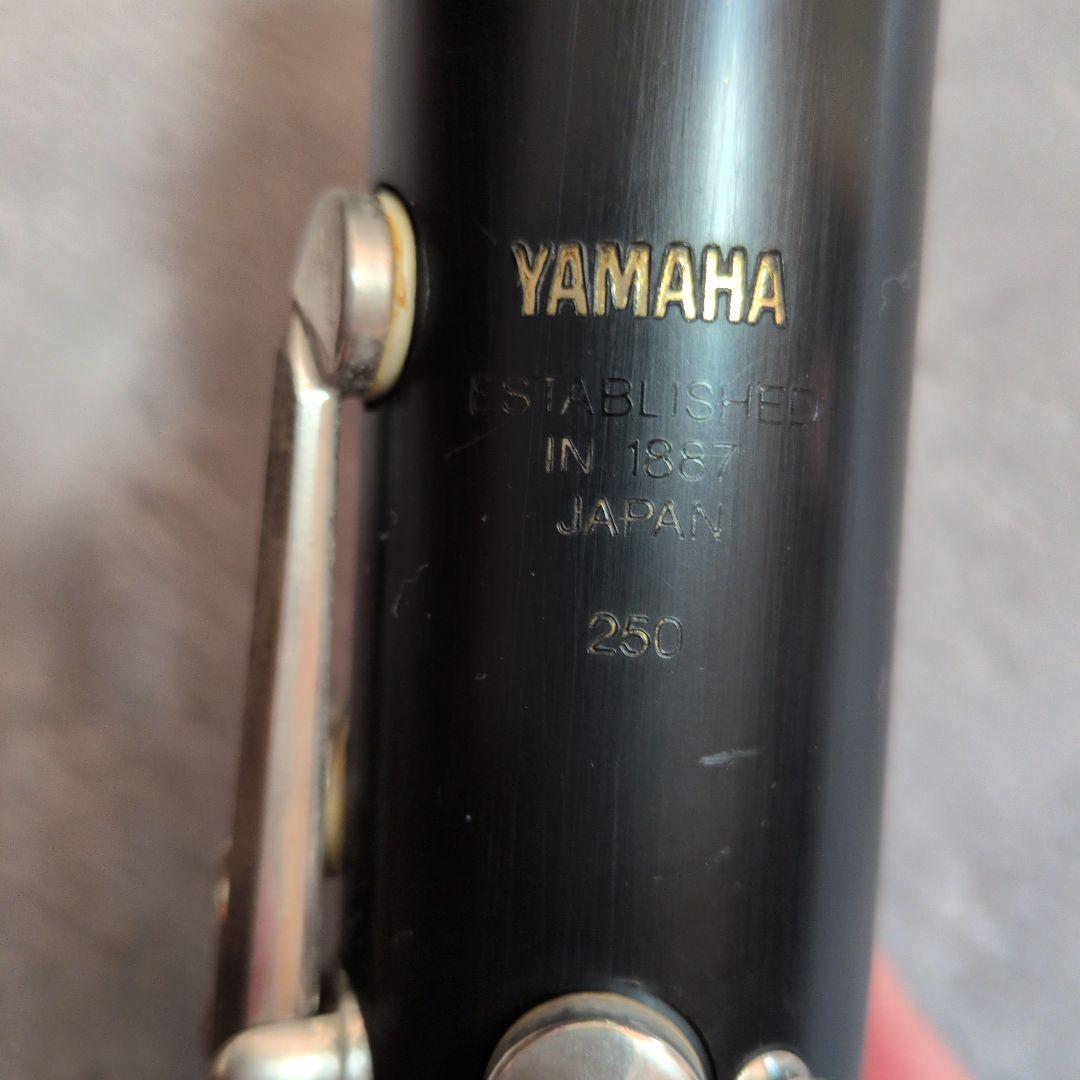 YAMAHA
ESTABLISHED
IN 1887
JAPAN
250